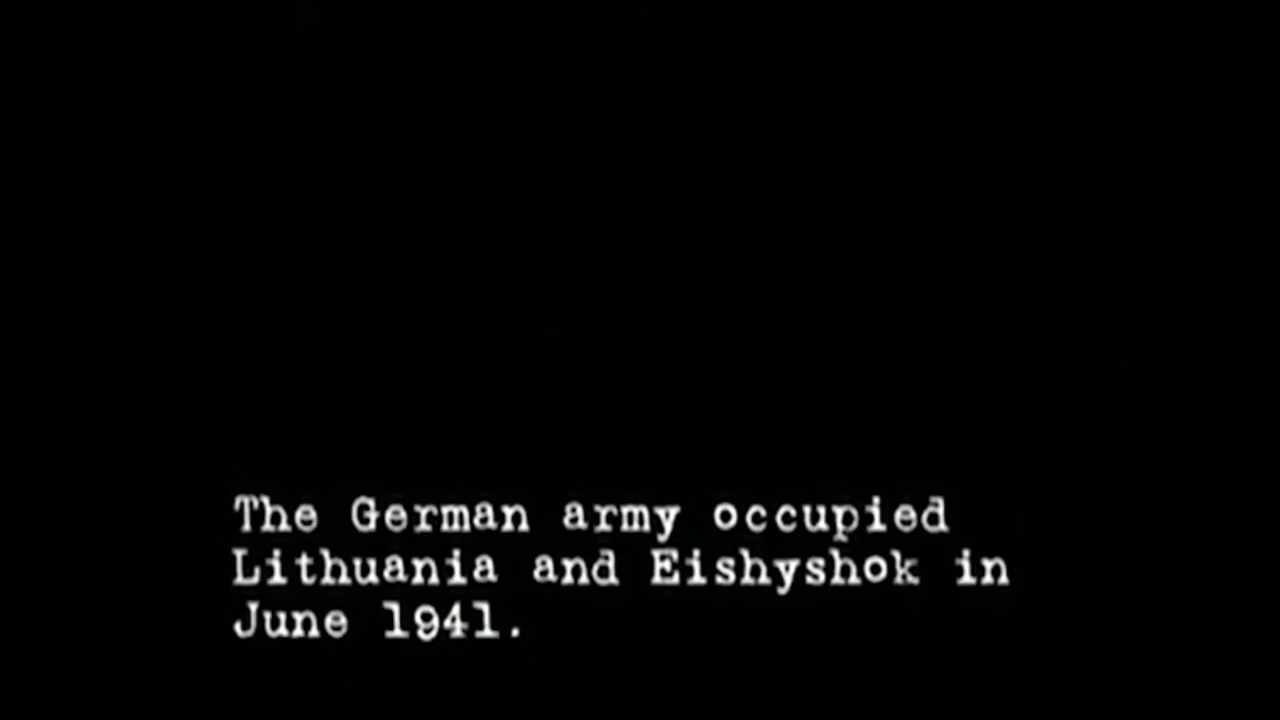 The German army occupied
Lithuania and Eishyshok in
June 1941.